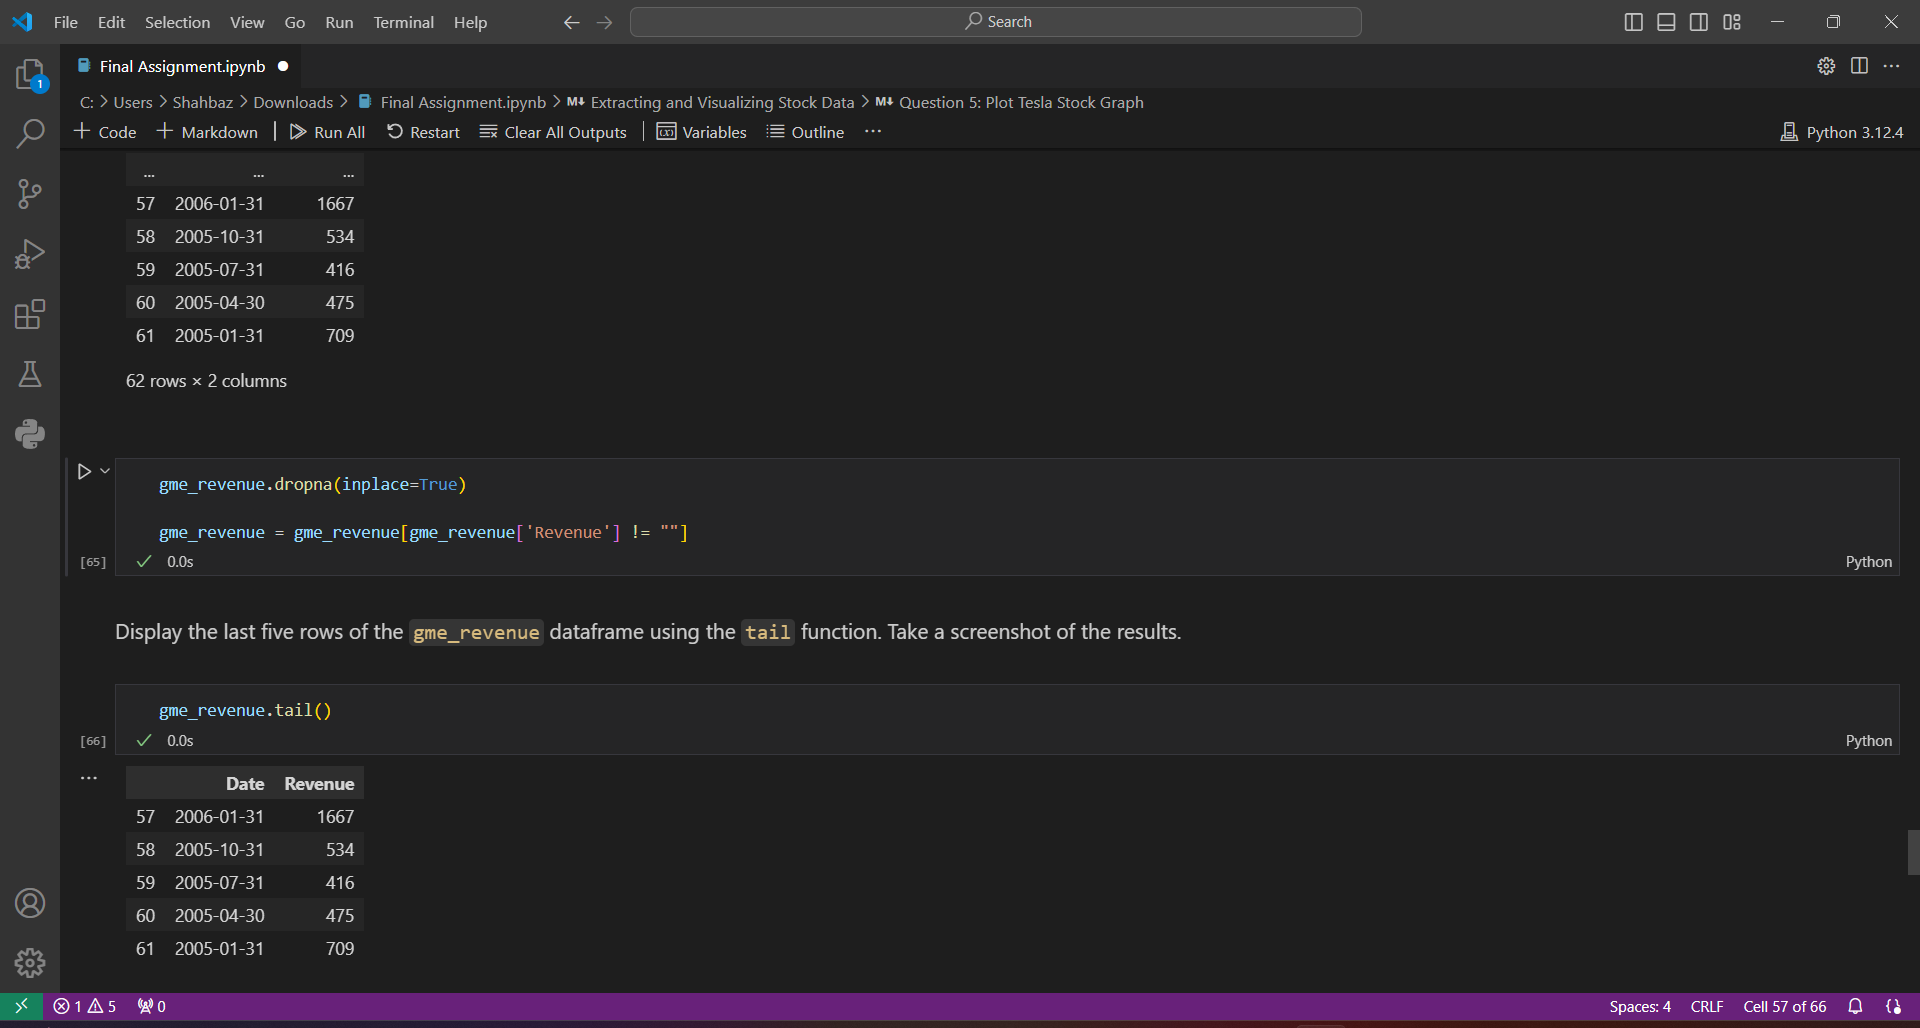 File Edit Selection View Go Run Terminal Help Search
Final Assignment.ipynb
1
C: > Users > Shahbaz > Downloads > Final Assignment.ipynb > M↓ Extracting and Visualizing Stock Data > M↓ Question 5: Plot Tesla Stock Graph
+ Code + Markdown Run All Restart Clear All Outputs Variables Outline ... Python 3.12.4
... ... ...
57 2006-01-31 1667
58 2005-10-31 534
59 2005-07-31 416
60 2005-04-30 475
61 2005-01-31 709
62 rows × 2 columns
gme_revenue.dropna(inplace=True)
gme_revenue = gme_revenue[gme_revenue['Revenue'] != ""]
[65] ✓ 0.0s Python
Display the last five rows of the gme_revenue dataframe using the tail function. Take a screenshot of the results.
gme_revenue.tail()
[66] ✓ 0.0s Python
...
Date Revenue
57 2006-01-31 1667
58 2005-10-31 534
59 2005-07-31 416
60 2005-04-30 475
61 2005-01-31 709
1 5 0 Spaces: 4 CRLF Cell 57 of 66